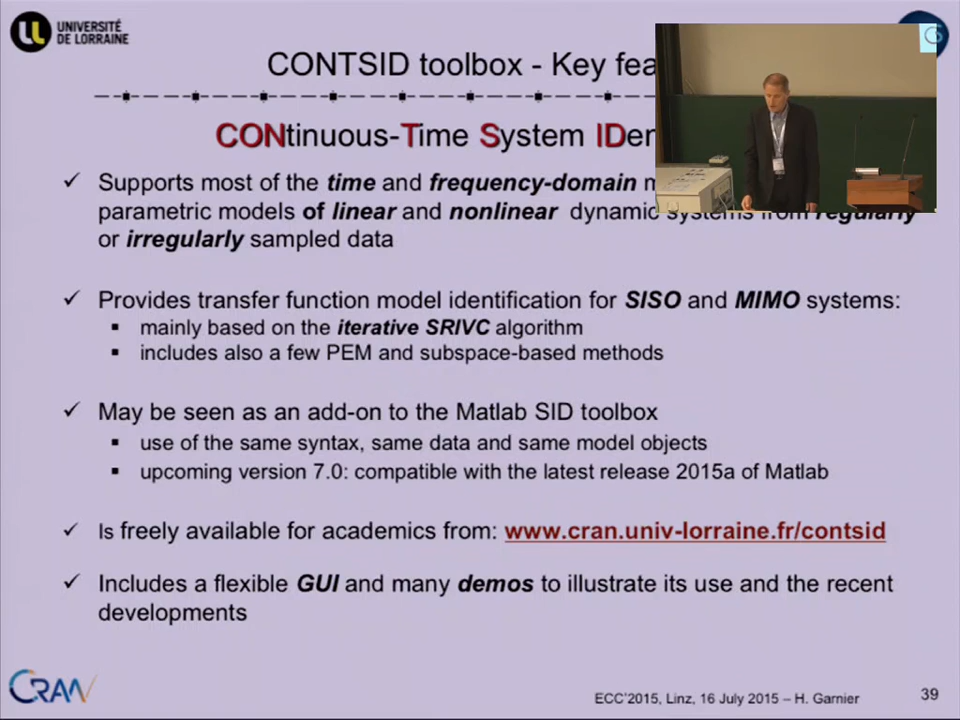 UNIVERSITÉ
DE LORRAINE
CONTSID toolbox - Key
CONtinuous-Time System
✓ Supports most of the time and frequency-domain
parametric models of linear and nonlinear dynamic systems from regularly
or irregularly sampled data
✓ Provides transfer function model identification for SISO and MIMO systems:
▪ mainly based on the iterative SRIVC algorithm
▪ includes also a few PEM and subspace-based methods
✓ May be seen as an add-on to the Matlab SID toolbox
▪ use of the same syntax, same data and same model objects
▪ upcoming version 7.0: compatible with the latest release 2015a of Matlab
✓ Is freely available for academics from: www.cran.univ-lorraine.fr/contsid
✓ Includes a flexible GUI and many demos to illustrate its use and the recent
developments
CRAN
ECC'2015, Linz, 16 July 2015 – H. Garnier
39